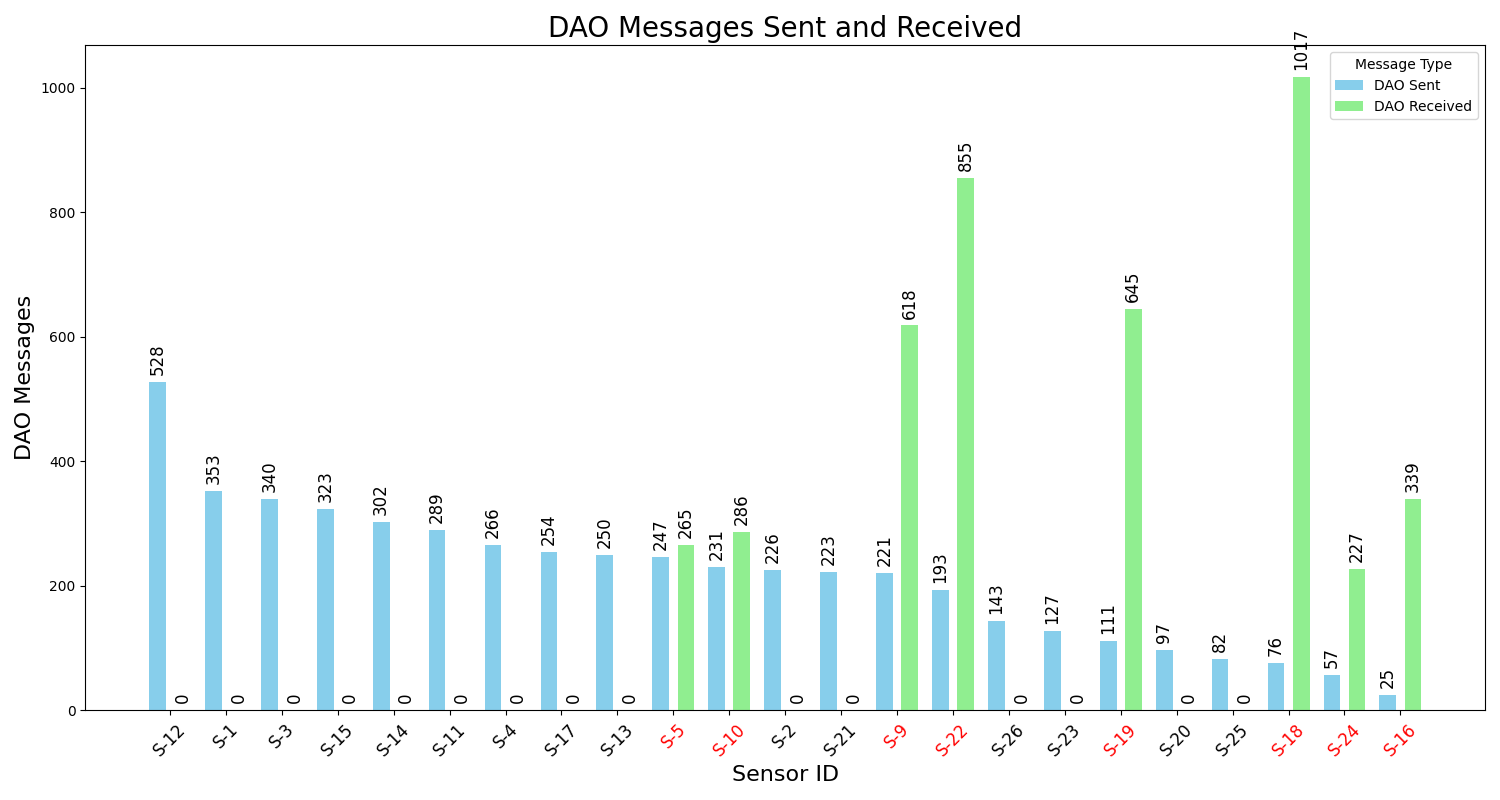 DAO Messages Sent and Received
Message Type
DAO Sent
DAO Received
DAO Messages
1000
800
600
400
200
0
528 0 353 0 340 0 323 0 302 0 289 0 266 0 254 0 250 0 247 265 231 286 226 0 223 0 221 618 193 855 143 0 127 0 111 645 97 0 82 0 76 1017 57 227 25 339
S-12 S-1 S-3 S-15 S-14 S-11 S-4 S-17 S-13 S-5 S-10 S-2 S-21 S-9 S-22 S-26 S-23 S-19 S-20 S-25 S-18 S-24 S-16
Sensor ID